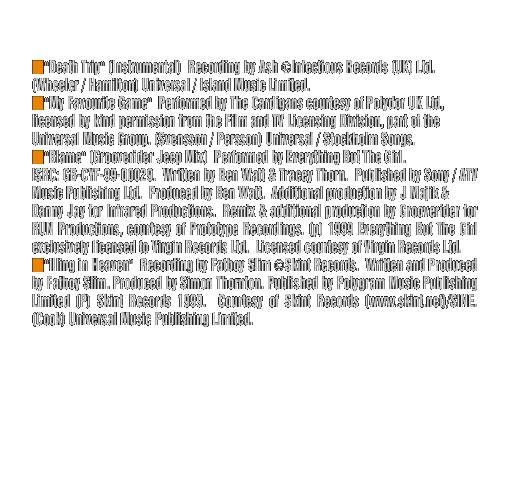 "Death Trip" (Instrumental) Recording by Ash © Infectious Records (UK) Ltd.
(Wheeler / Hamilton) Universal / Island Music Limited.
"My Favourite Game" Performed by The Cardigans courtesy of Polydor UK Ltd,
licensed by kind permission from the Film and TV Licensing Division, part of the
Universal Music Group. (Svensson / Persson) Universal / Stockholm Songs.
"Blame" (Grooverider Jeep Mix) Performed by Everything But The Girl.
ISRC: GB-CYF-99-00029. Written by Ben Watt & Tracey Thorn. Published by Sony / ATV
Music Publishing Ltd. Produced by Ben Watt. Additional production by J Majik &
Danny Jay for Infrared Productions. Remix & additional production by Grooverider for
RUN Productions, courtesy of Prototype Recordings. (p) 1999 Everything But The Girl
exclusively licensed to Virgin Records Ltd. Licensed courtesy of Virgin Records Ltd.
in Heaven" Recording by Fatboy Slim © Skint Records. Written and Produced
by Fatboy Slim. Produced by Simon Thornton. Published by Polygram Music Publishing
Limited (P) Skint Records 1999. Courtesy of Skint Records (www.skint.net)/SINE.
(Cook) Universal Music Publishing Limited.